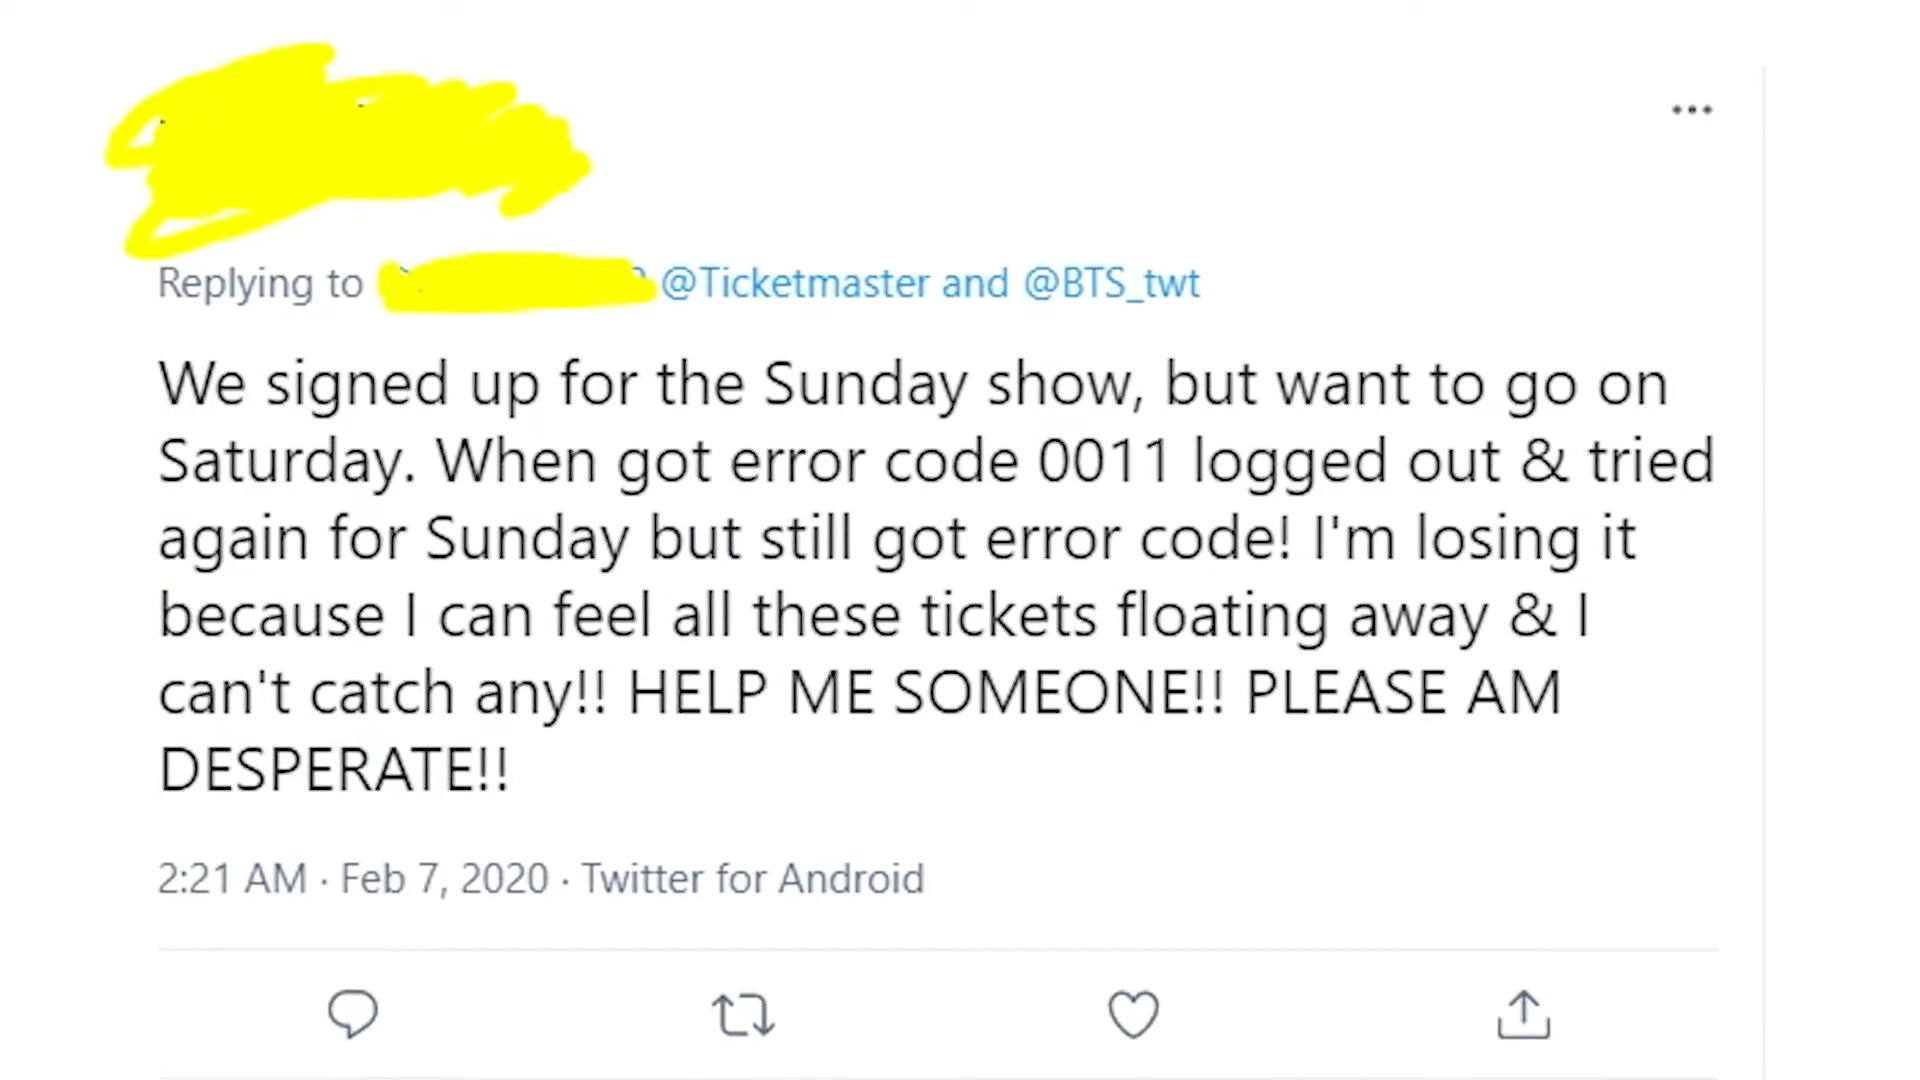 Replying to @Ticketmaster and @BTS_twt
We signed up for the Sunday show, but want to go on
Saturday. When got error code 0011 logged out & tried
again for Sunday but still got error code! I'm losing it
because I can feel all these tickets floating away & I
can't catch any!! HELP ME SOMEONE!! PLEASE AM
DESPERATE!!
2:21 AM · Feb 7, 2020 · Twitter for Android